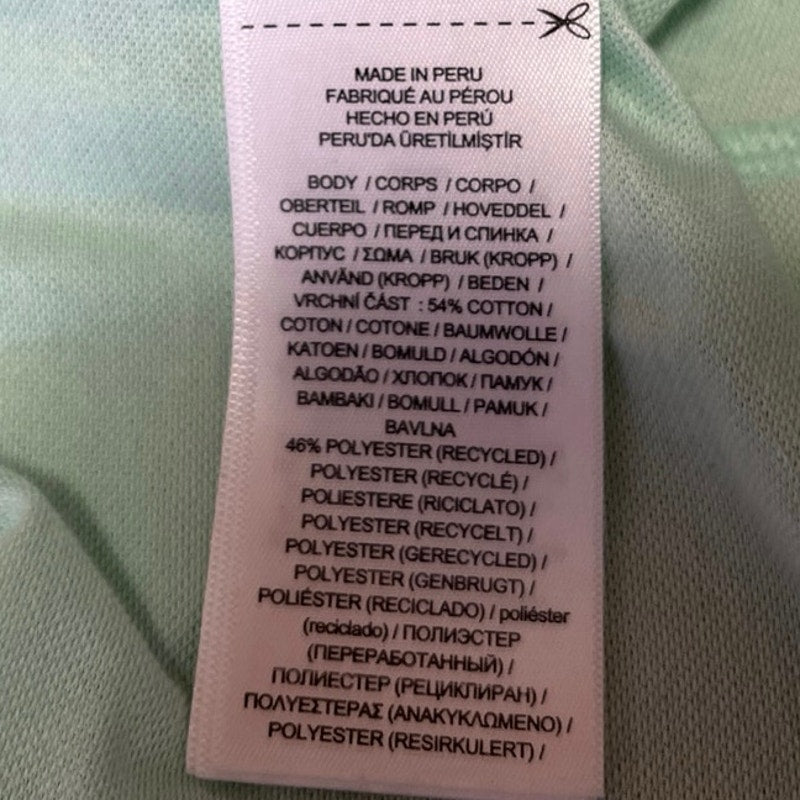 MADE IN PERU
FABRIQUÉ AU PÉROU
HECHO EN PERÚ
PERU'DA ÜRETİLMİŞTİR
BODY / CORPS / CORPO /
OBERTEIL / ROMP / HOVEDDEL /
CUERPO / ПЕРЕД И СПИНКА /
КОРПУС / ΣΩΜΑ / BRUK (KROPP) /
ANVÄND (KROPP) / BEDEN /
VRCHNÍ ČÁST : 54% COTTON /
COTON / COTONE / BAUMWOLLE /
KATOEN / BOMULD / ALGODÓN /
ALGODÃO / ХЛОПОК / ПАМУК /
BAMBAKI / BOMULL / PAMUK /
BAVLNA
46% POLYESTER (RECYCLED) /
POLYESTER (RECYCLÉ) /
POLIESTERE (RICICLATO) /
POLYESTER (RECYCELT) /
POLYESTER (GERECYCLED) /
POLYESTER (GENBRUGT) /
POLIÉSTER (RECICLADO) / poliéster
(reciclado) / ПОЛИЭСТЕР
(ПЕРЕРАБОТАННЫЙ) /
ПОЛИЕСТЕР (РЕЦИКЛИРАН) /
ΠΟΛΥΕΣΤΕΡΑΣ (ΑΝΑΚΥΚΛΩΜΕΝΟ) /
POLYESTER (RESIRKULERT) /